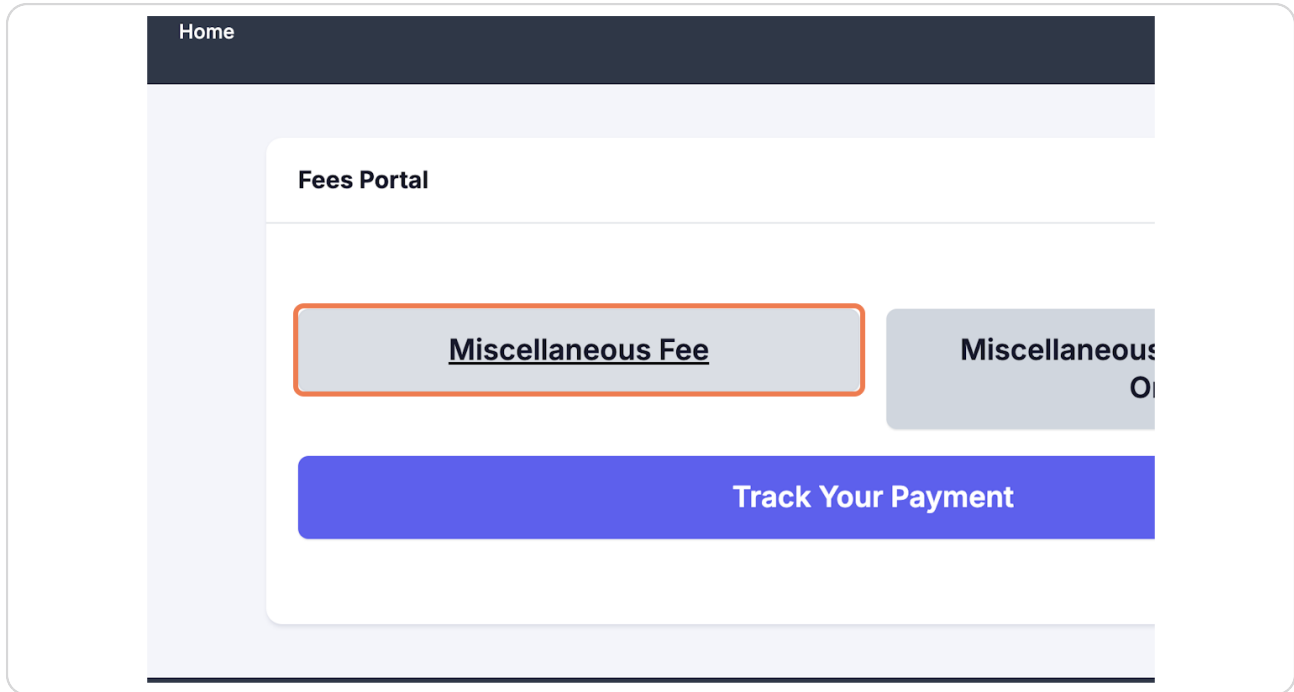 Home
Fees Portal
Miscellaneous Fee
Miscellaneous
Track Your Payment